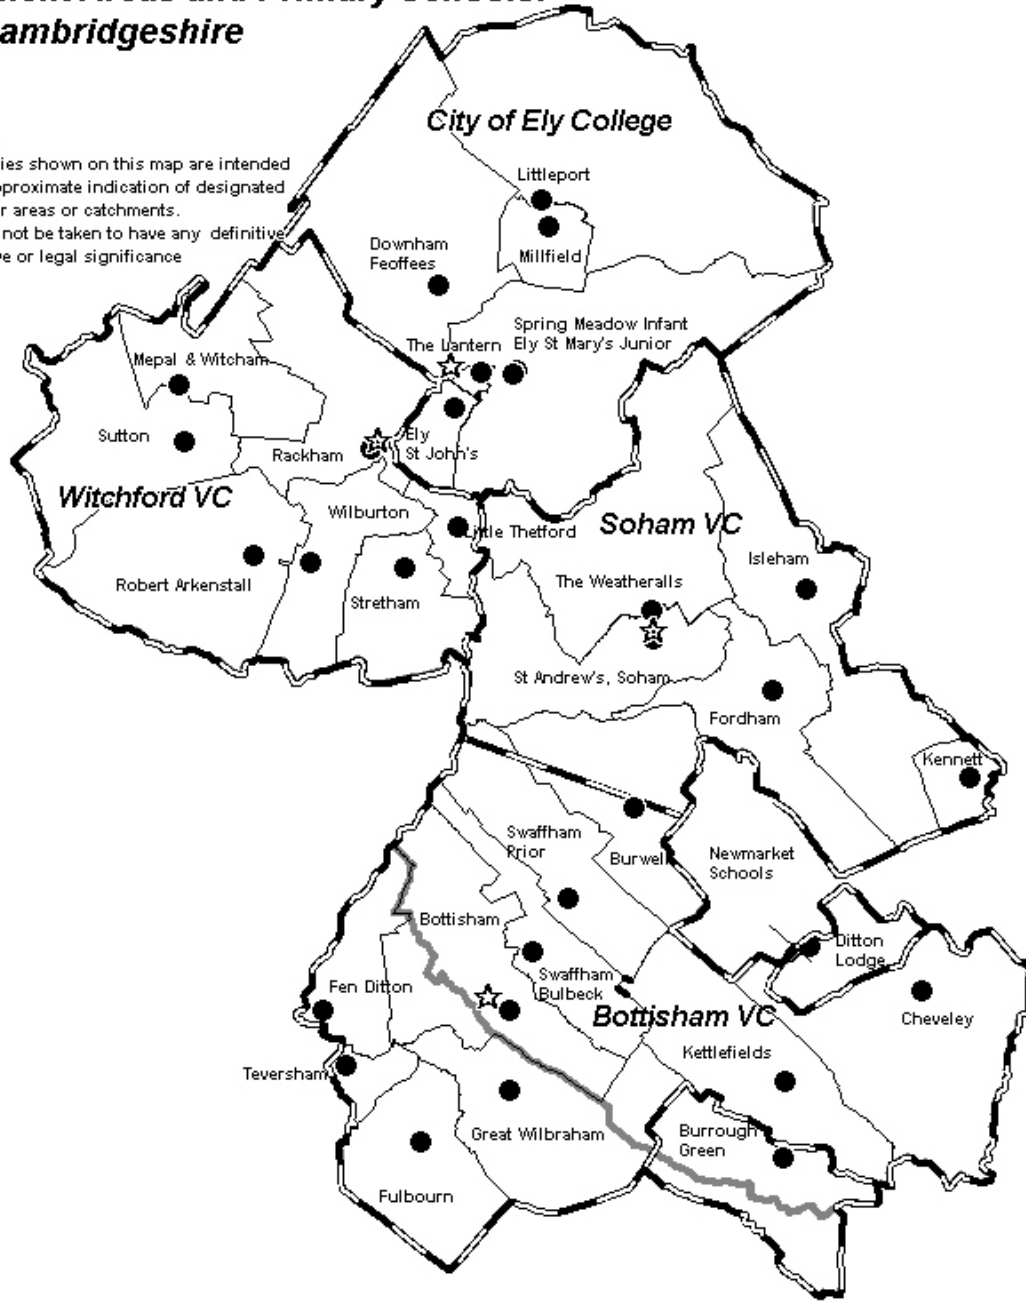 ambridgeshire
City of Ely College
ies shown on this map are intended
proximate indication of designated
r areas or catchments.
not be taken to have any definitive
e or legal significance
Littleport
Millfield
Downham
Feoffees
Spring Meadow Infant
Ely St Mary's Junior
The Lantern
Mepal & Witcham
Sutton
Rackham
Ely
St John's
Witchford VC
Wilburton
Little Thetford
Soham VC
Isleham
Robert Arkenstall
Stretham
The Weatheralls
St Andrew's, Soham
Fordham
Kennett
Swaffham
Prior
Burwell
Newmarket
Schools
Bottisham
Ditton
Lodge
Fen Ditton
Swaffham
Bulbeck
Bottisham VC
Cheveley
Kettlefields
Teversham
Great Wilbraham
Burrough
Green
Fulbourn